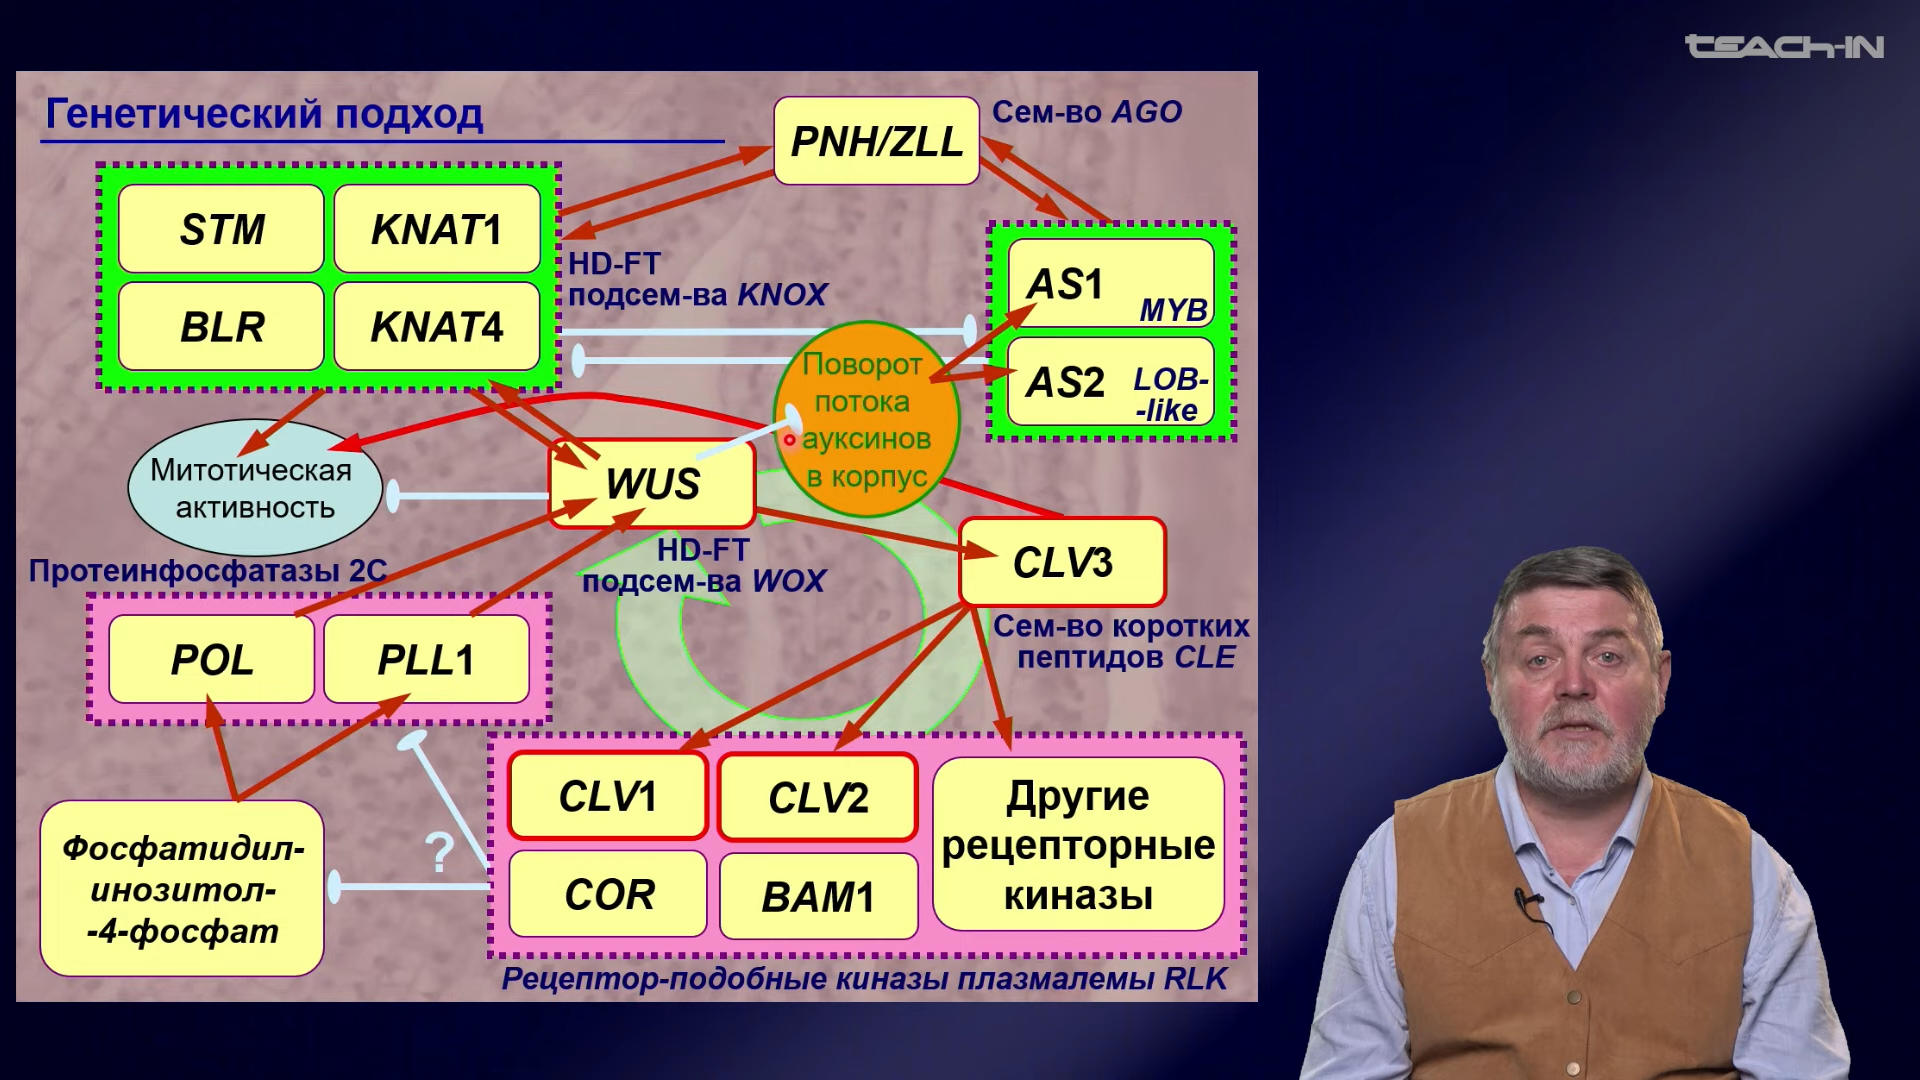 TEACH-IN
Генетический подход
PNH/ZLL
Сем-во AGO
STM
KNAT1
BLR
KNAT4
HD-FT
подсем-ва KNOX
AS1
MYB
AS2
LOB-
-like
Поворот
потока
ауксинов
в корпус
Митотическая
активность
WUS
HD-FT
подсем-ва WOX
CLV3
Сем-во коротких
пептидов CLE
Протеинфосфатазы 2С
POL
PLL1
Фосфатидил-
инозитол-
-4-фосфат
?
CLV1
CLV2
COR
BAM1
Другие
рецепторные
киназы
Рецептор-подобные киназы плазмалемы RLK